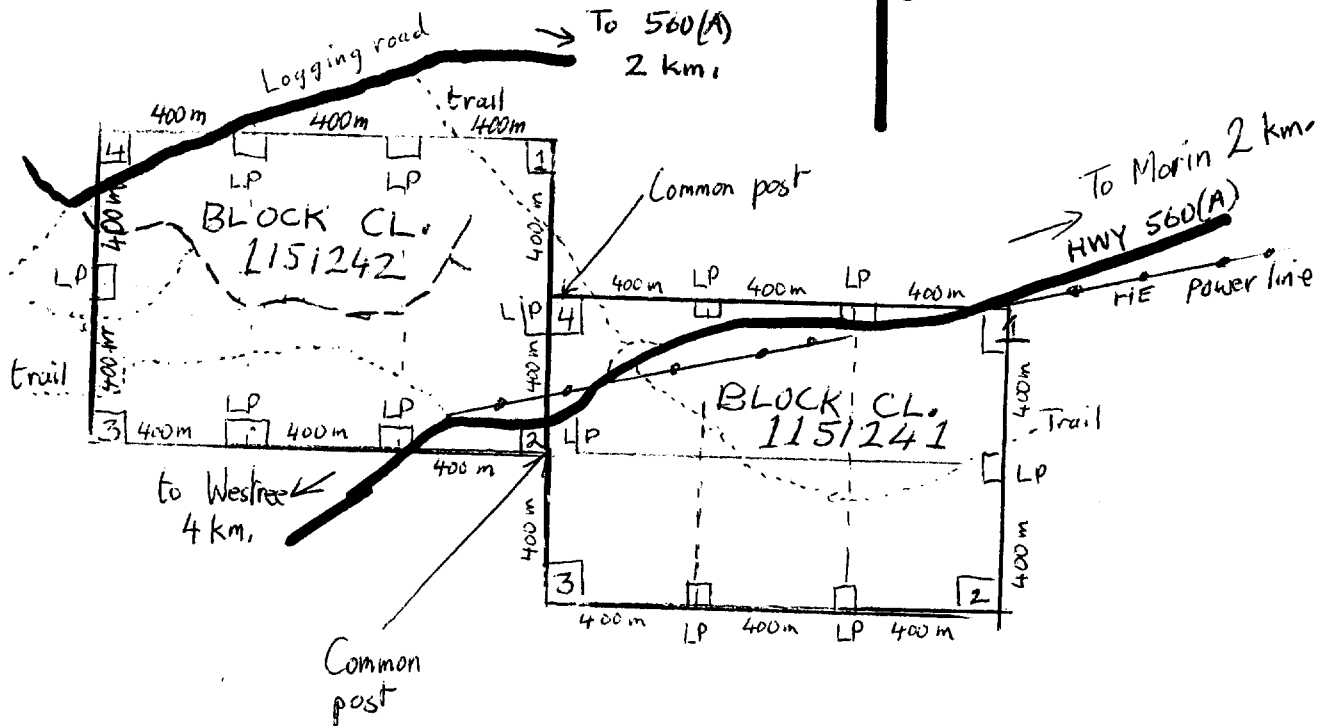 Logging road
To 560(A)
2 km.
trail
400m
400m
400m
4
LP
LP
1
Common post
To Morin 2 km.
HWY 560(A)
Power line
400m
BLOCK CL.
1151242
400m
LP
LP
4
400m
LP
400m
LP
400m
1
trail
400m
LP
LP
400m
BLOCK CL.
1151241
400m
Trail
3
400m
400m
2
LP
400m
LP
to Westree
4 km.
400m
400m
3
2
400m
LP
400m
LP
400m
Common
post